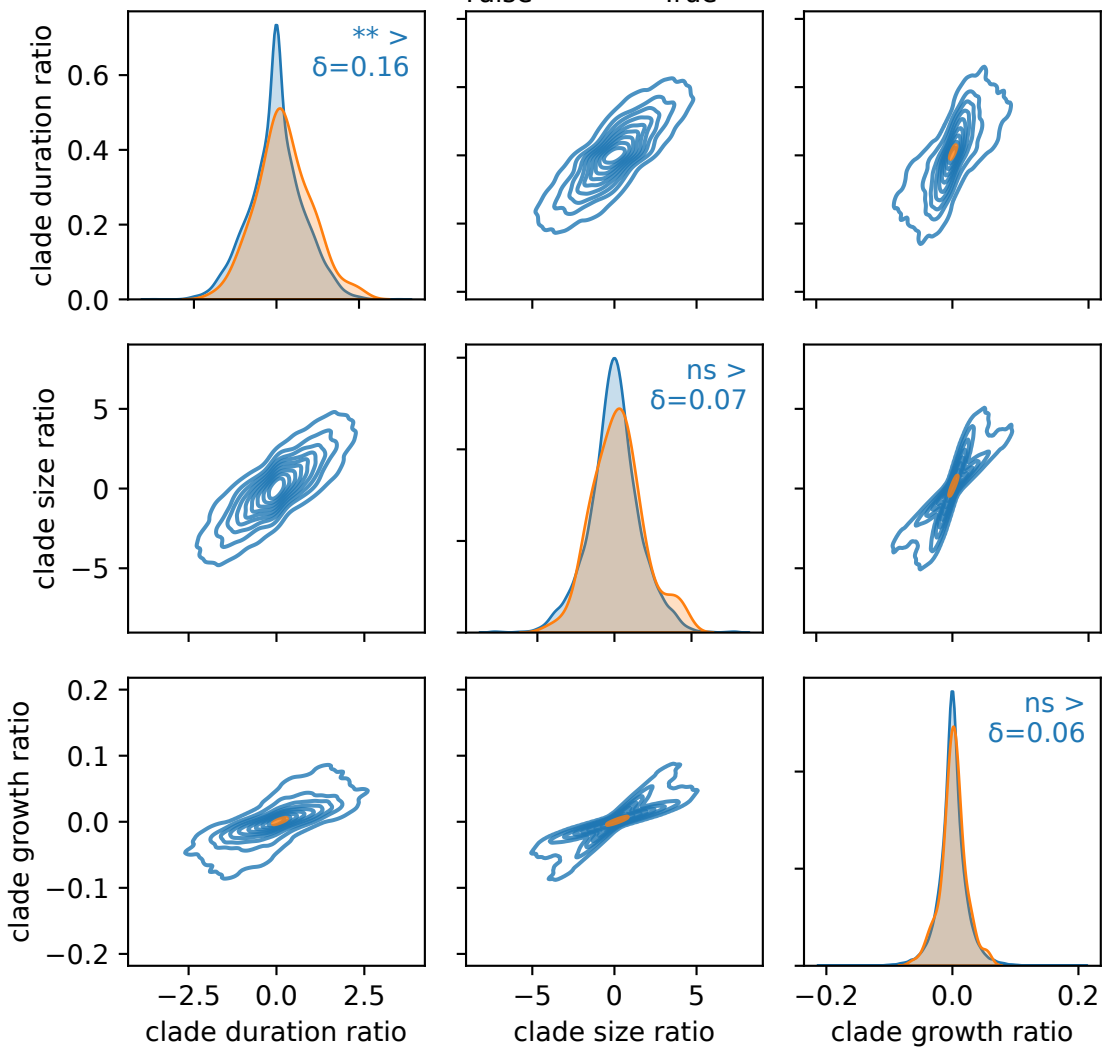 ** >
δ=0.16
clade duration ratio
0.6
0.4
0.2
0.0
ns >
δ=0.07
clade size ratio
5
0
−5
ns >
δ=0.06
clade growth ratio
0.2
0.1
0.0
−0.1
−0.2
−2.5 0.0 2.5
−5 0 5
−0.2 0.0 0.2
clade duration ratio
clade size ratio
clade growth ratio